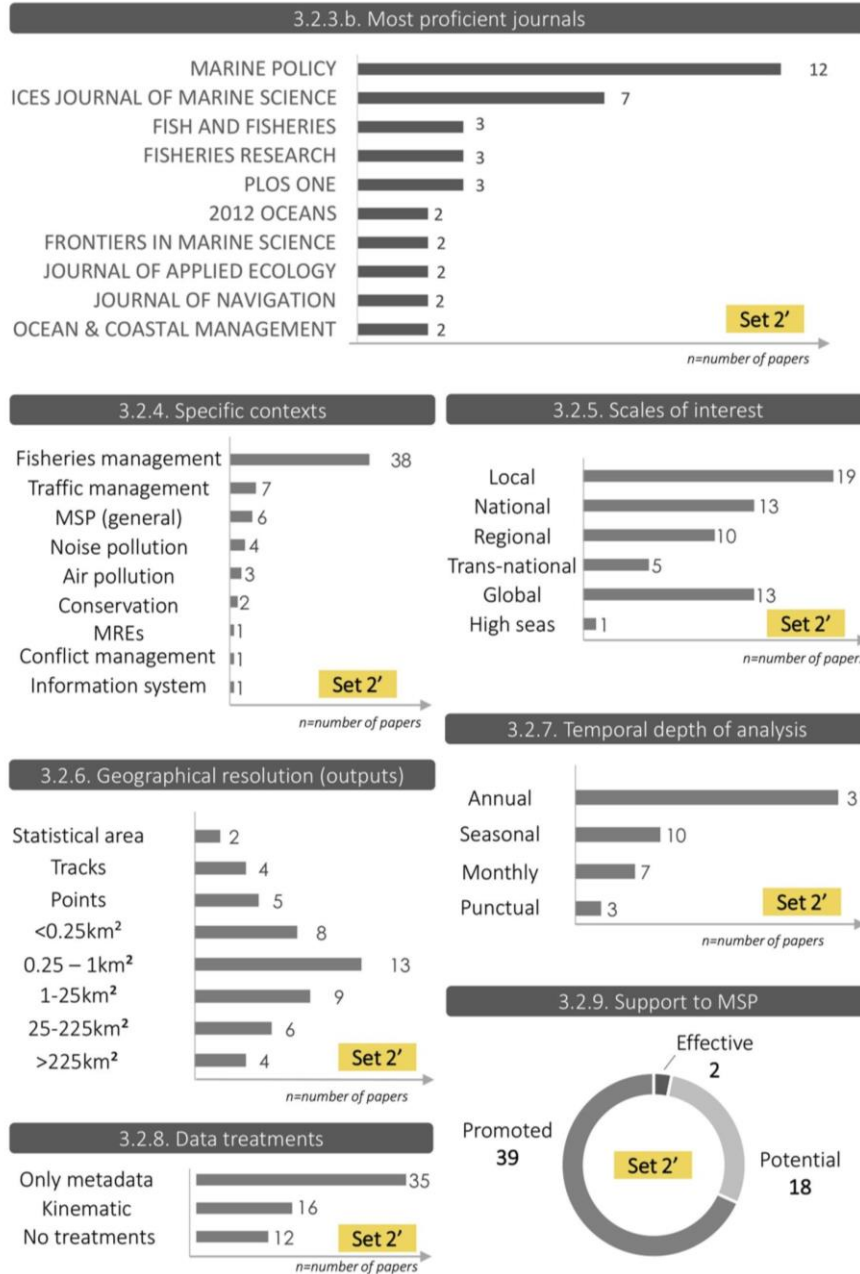 3.2.3.b. Most proficient journals
MARINE POLICY 12
ICES JOURNAL OF MARINE SCIENCE 7
FISH AND FISHERIES 3
FISHERIES RESEARCH 3
PLOS ONE 3
2012 OCEANS 2
FRONTIERS IN MARINE SCIENCE 2
JOURNAL OF APPLIED ECOLOGY 2
JOURNAL OF NAVIGATION 2
OCEAN & COASTAL MANAGEMENT 2
Set 2'
n=number of papers
3.2.4. Specific contexts
Fisheries management 38
Traffic management 7
MSP (general) 6
Noise pollution 4
Air pollution 3
Conservation 2
MREs 1
Conflict management 1
Information system 1
Set 2'
n=number of papers
3.2.5. Scales of interest
Local 19
National 13
Regional 10
Trans-national 5
Global 13
High seas 1
Set 2'
n=number of papers
3.2.6. Geographical resolution (outputs)
Statistical area 2
Tracks 4
Points 5
<0.25km² 8
0.25 – 1km² 13
1-25km² 9
25-225km² 6
>225km² 4
Set 2'
n=number of papers
3.2.7. Temporal depth of analysis
Annual 3
Seasonal 10
Monthly 7
Punctual 3
Set 2'
n=number of papers
3.2.8. Data treatments
Only metadata 35
Kinematic 16
No treatments 12
Set 2'
n=number of papers
3.2.9. Support to MSP
Effective
2
Promoted
39
Set 2'
Potential
18